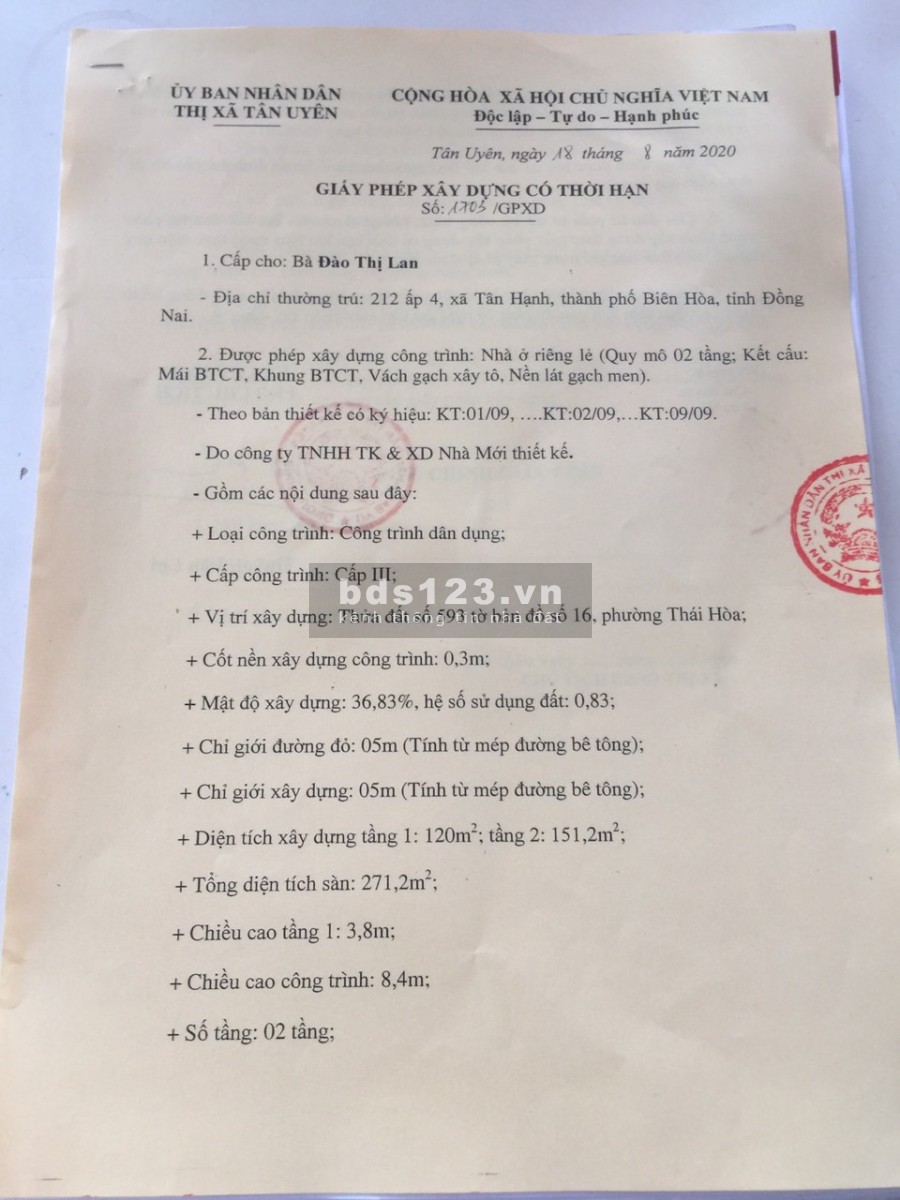 ỦY BAN NHÂN DÂN
THỊ XÃ TÂN UYÊN
CỘNG HÒA XÃ HỘI CHỦ NGHĨA VIỆT NAM
Độc lập – Tự do – Hạnh phúc
Tân Uyên, ngày 18 tháng 8 năm 2020
GIẤY PHÉP XÂY DỰNG CÓ THỜI HẠN
Số: 1703 /GPXD
1. Cấp cho: Bà Đào Thị Lan
- Địa chỉ thường trú: 212 ấp 4, xã Tân Hạnh, thành phố Biên Hòa, tỉnh Đồng
Nai.
2. Được phép xây dựng công trình: Nhà ở riêng lẻ (Quy mô 02 tầng; Kết cấu:
Mái BTCT, Khung BTCT, Vách gạch xây tô, Nền lát gạch men).
- Theo bản thiết kế có ký hiệu: KT:01/09, ….KT:02/09,…KT:09/09.
- Do công ty TNHH TK & XD Nhà Mới thiết kế.
- Gồm các nội dung sau đây:
+ Loại công trình: Công trình dân dụng;
+ Cấp công trình: Cấp III;
bds123.vn
kênh thông tin nhà đất
+ Vị trí xây dựng: Thửa đất số 593 tờ bản đồ số 16, phường Thái Hòa;
+ Cốt nền xây dựng công trình: 0,3m;
+ Mật độ xây dựng: 36,83%, hệ số sử dụng đất: 0,83;
+ Chỉ giới đường đỏ: 05m (Tính từ mép đường bê tông);
+ Chỉ giới xây dựng: 05m (Tính từ mép đường bê tông);
+ Diện tích xây dựng tầng 1: 120m²; tầng 2: 151,2m²;
+ Tổng diện tích sàn: 271,2m²;
+ Chiều cao tầng 1: 3,8m;
+ Chiều cao công trình: 8,4m;
+ Số tầng: 02 tầng;
ỦY BAN NHÂN DÂN THỊ XÃ